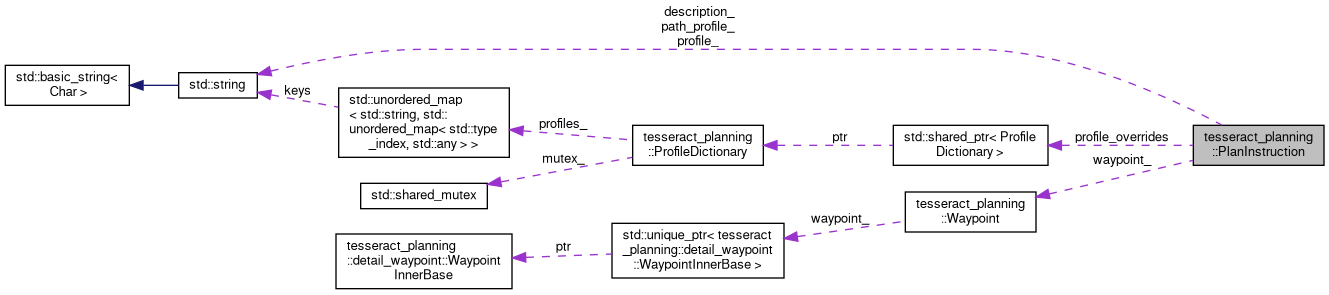 description_
path_profile_
profile_
std::basic_string<
Char >
std::string
keys
std::unordered_map
< std::string, std::
unordered_map< std::type
_index, std::any > >
profiles_
mutex_
std::shared_mutex
tesseract_planning
::ProfileDictionary
ptr
std::shared_ptr< Profile
Dictionary >
profile_overrides
waypoint_
tesseract_planning
::PlanInstruction
tesseract_planning
::Waypoint
waypoint_
std::unique_ptr< tesseract
_planning::detail_waypoint
::WaypointInnerBase >
ptr
tesseract_planning
::detail_waypoint::Waypoint
InnerBase